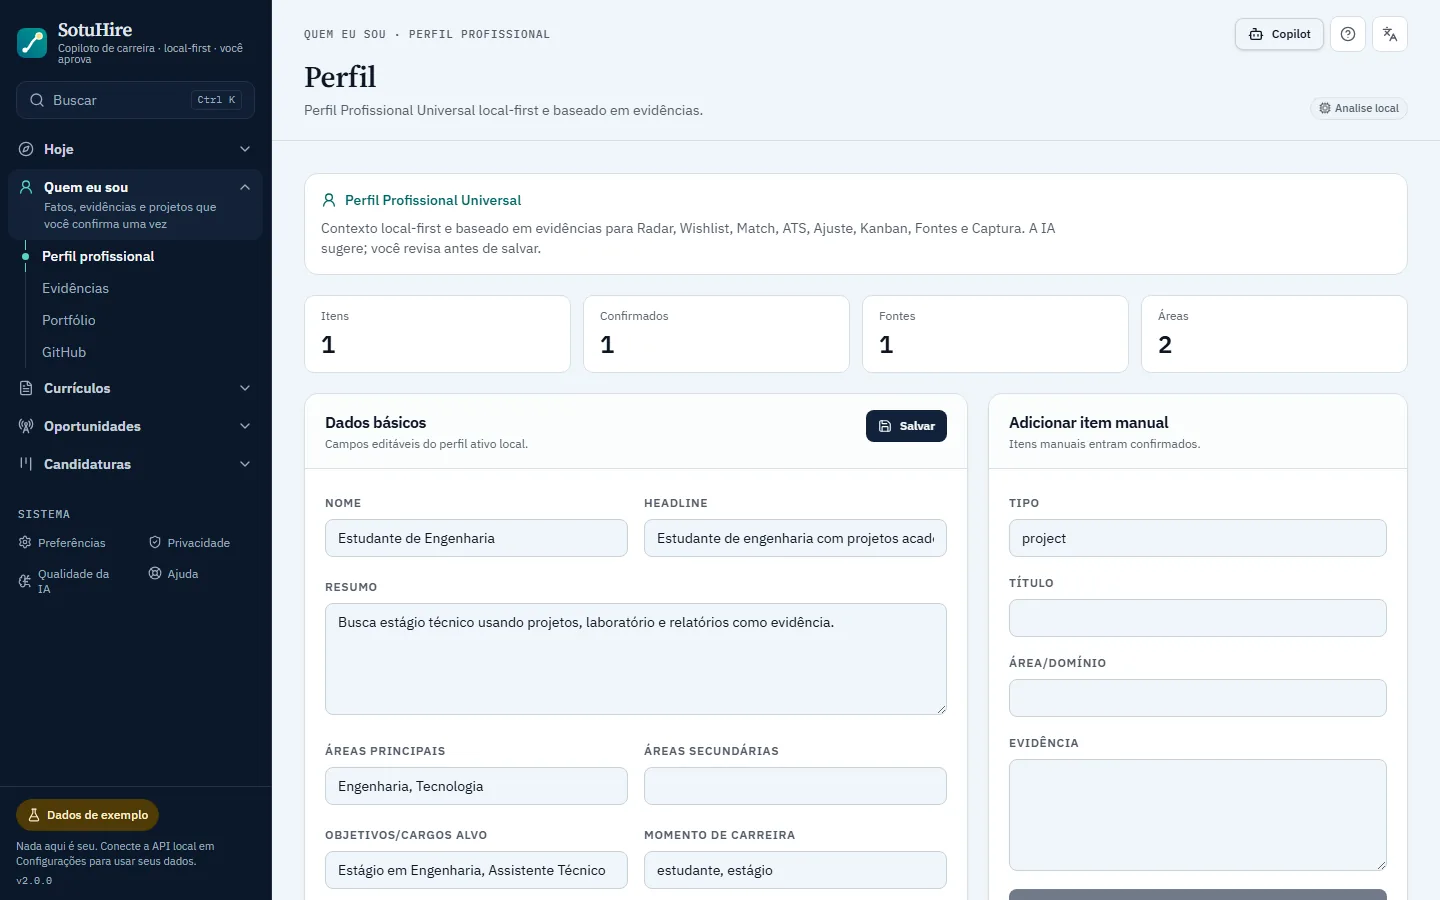 SotuHire
Copiloto de carreira · local-first · você
aprova
Buscar
Ctrl K
Hoje
Quem eu sou
Fatos, evidências e projetos que
você confirma uma vez
Perfil profissional
Evidências
Portfólio
GitHub
Currículos
Oportunidades
Candidaturas
SISTEMA
Preferências
Privacidade
Qualidade da
IA
Ajuda
Dados de exemplo
Nada aqui é seu. Conecte a API local em
Configurações para usar seus dados.
v2.0.0
QUEM EU SOU · PERFIL PROFISSIONAL
Copilot
Perfil
Perfil Profissional Universal local-first e baseado em evidências.
Analise local
Perfil Profissional Universal
Contexto local-first e baseado em evidências para Radar, Wishlist, Match, ATS, Ajuste, Kanban, Fontes e Captura. A IA
sugere; você revisa antes de salvar.
Itens
1
Confirmados
1
Fontes
1
Áreas
2
Dados básicos
Campos editáveis do perfil ativo local.
Salvar
NOME
HEADLINE
Estudante de Engenharia
Estudante de engenharia com projetos acad
RESUMO
Busca estágio técnico usando projetos, laboratório e relatórios como evidência.
ÁREAS PRINCIPAIS
ÁREAS SECUNDÁRIAS
Engenharia, Tecnologia
OBJETIVOS/CARGOS ALVO
MOMENTO DE CARREIRA
Estágio em Engenharia, Assistente Técnico
estudante, estágio
Adicionar item manual
Itens manuais entram confirmados.
TIPO
project
TÍTULO
ÁREA/DOMÍNIO
EVIDÊNCIA